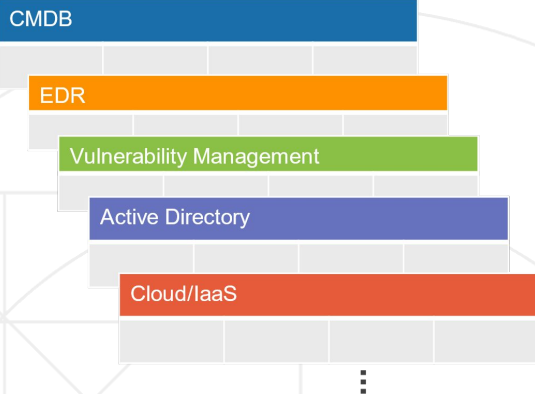 CMDB
EDR
Vulnerability Management
Active Directory
Cloud/IaaS